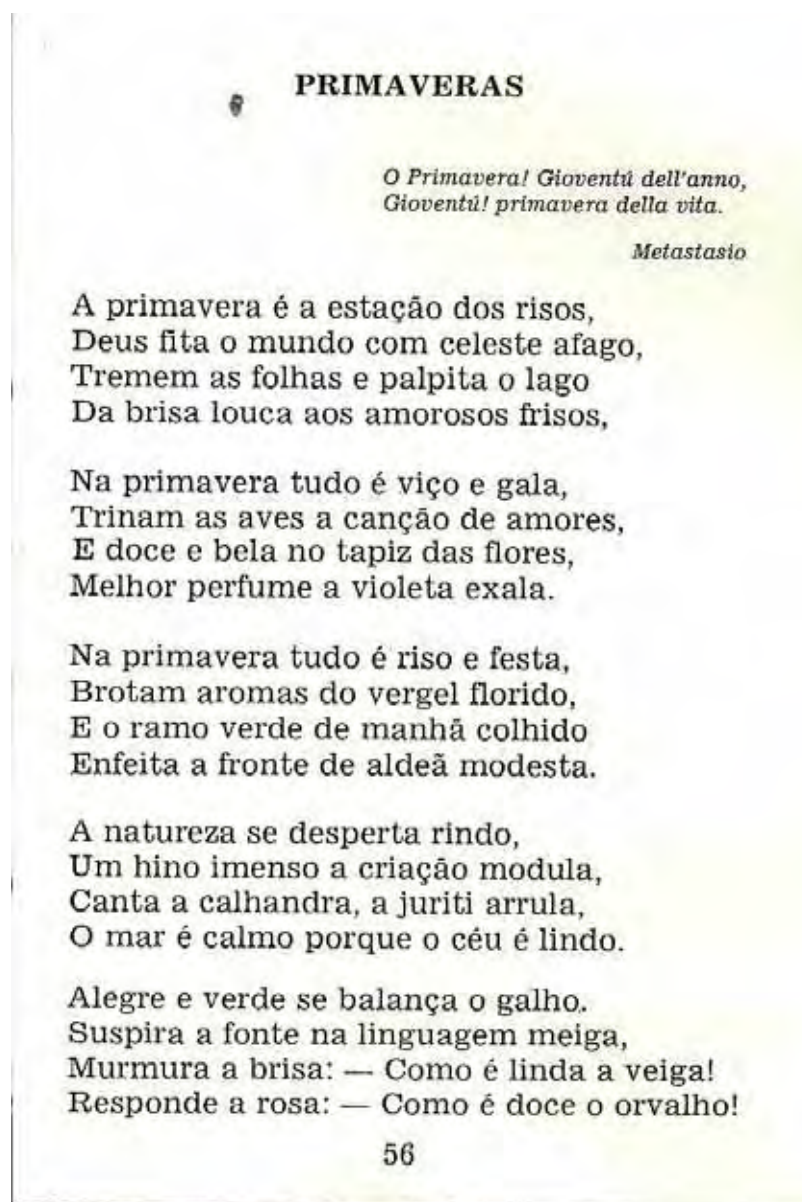 PRIMAVERAS
O Primavera! Gioventú dell'anno,
Gioventú! primavera della vita.
Metastasio
A primavera é a estação dos risos,
Deus fita o mundo com celeste afago,
Tremem as folhas e palpita o lago
Da brisa louca aos amorosos frisos,
Na primavera tudo é viço e gala,
Trinam as aves a canção de amores,
E doce e bela no tapiz das flores,
Melhor perfume a violeta exala.
Na primavera tudo é riso e festa,
Brotam aromas do vergel florido,
E o ramo verde de manhã colhido
Enfeita a fronte de aldeã modesta.
A natureza se desperta rindo,
Um hino imenso a criação modula,
Canta a calhandra, a juriti arrula,
O mar é calmo porque o céu é lindo.
Alegre e verde se balança o galho.
Suspira a fonte na linguagem meiga,
Murmura a brisa: — Como é linda a veiga!
Responde a rosa: — Como é doce o orvalho!
56